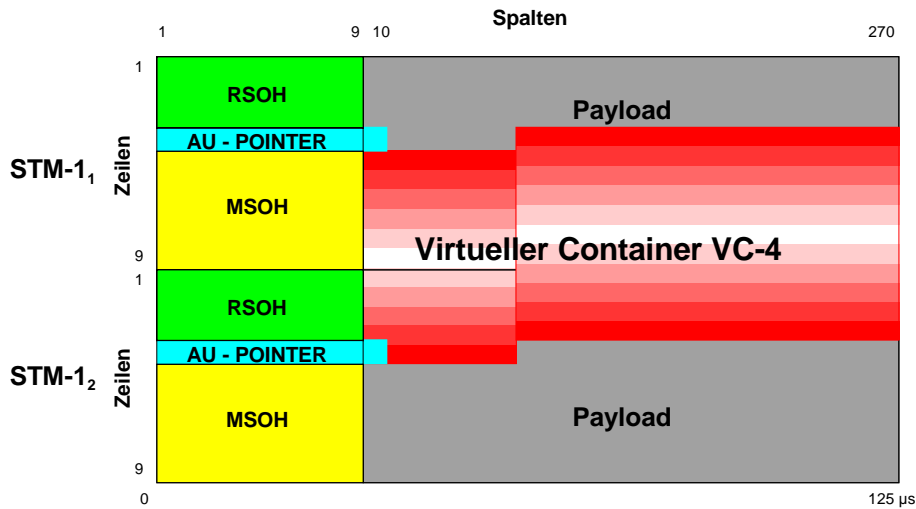 Spalten
1 9 10 270
1
RSOH
Payload
AU - POINTER
STM-1₁
Zeilen
MSOH
9
Virtueller Container VC-4
1
RSOH
AU - POINTER
STM-1₂
Zeilen
MSOH
Payload
9
0 125 µs